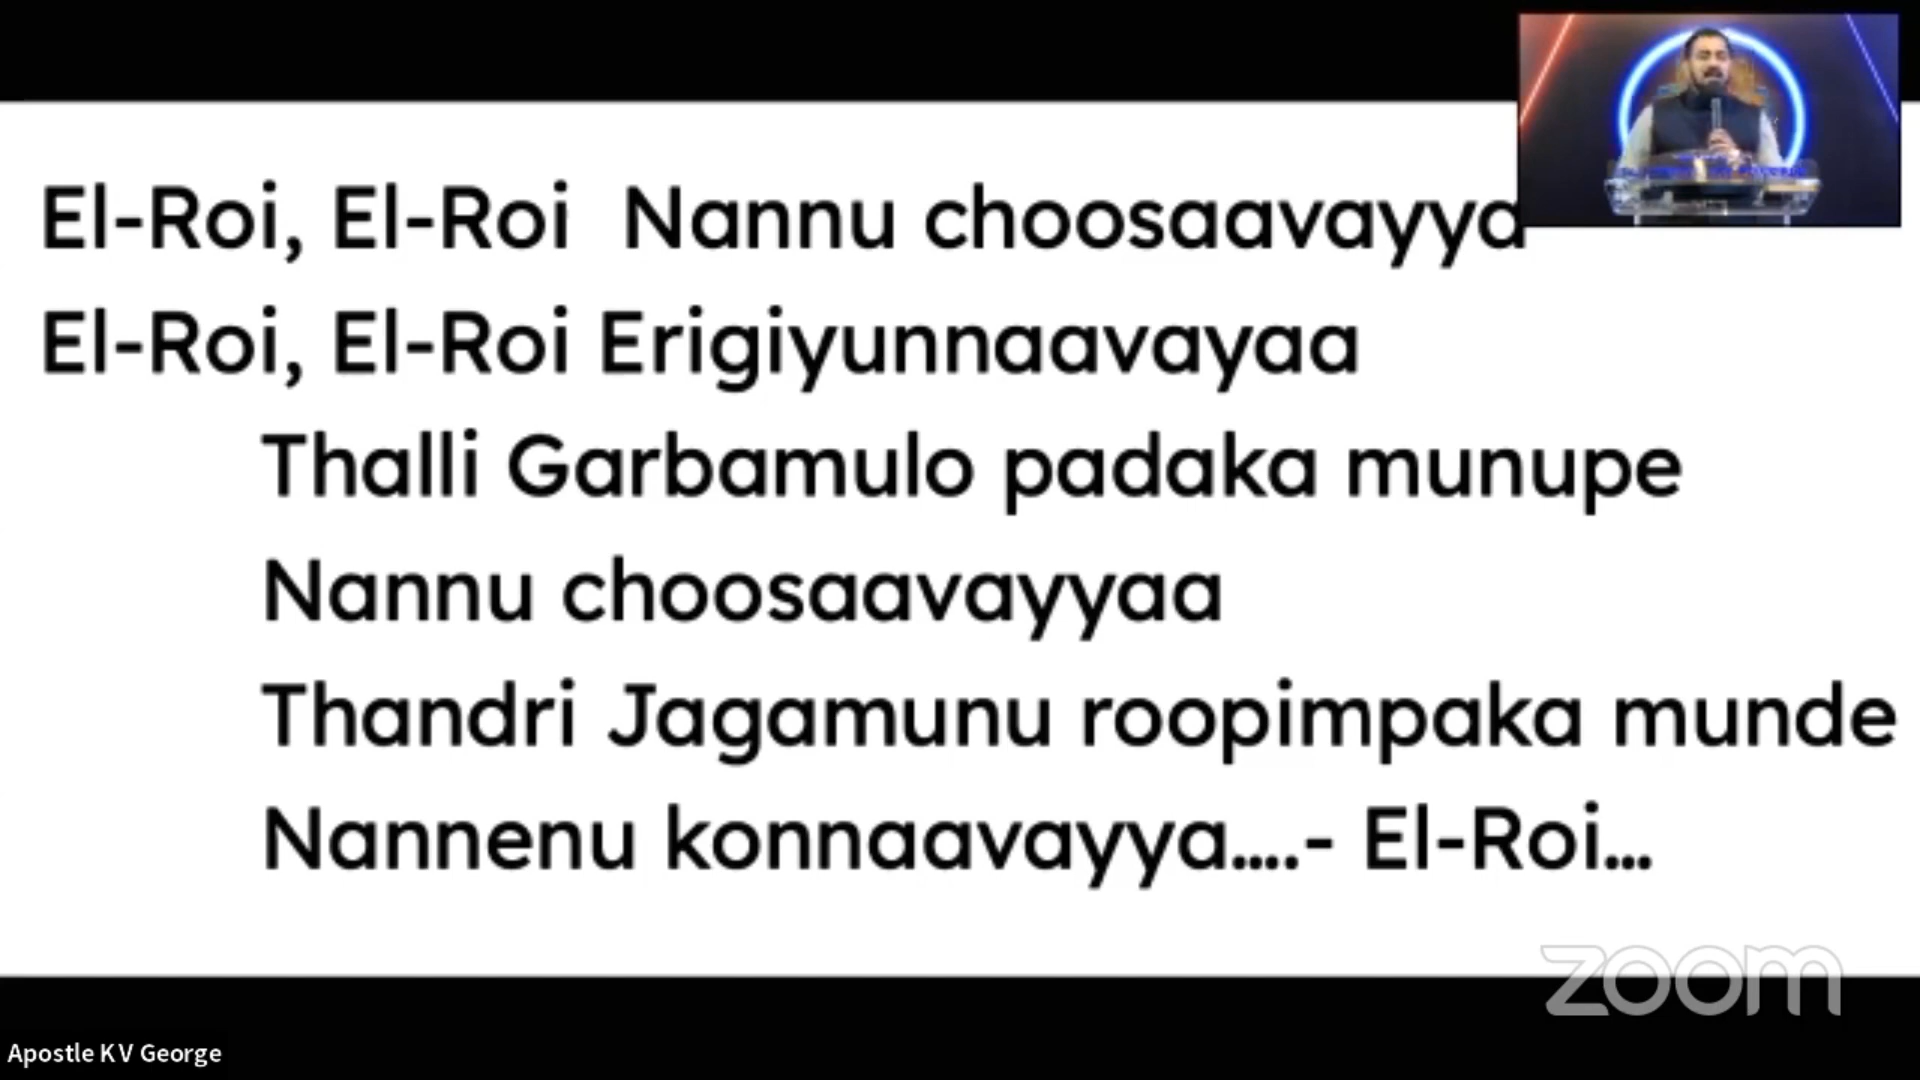 El-Roi, El-Roi Nannu choosaavayya
El-Roi, El-Roi Erigiyunnaavayaa
Thalli Garbamulo padaka munupe
Nannu choosaavayyaa
Thandri Jagamunu roopimpaka munde
Nannenu konnaavayya....- El-Roi...
zoom
Apostle K V George